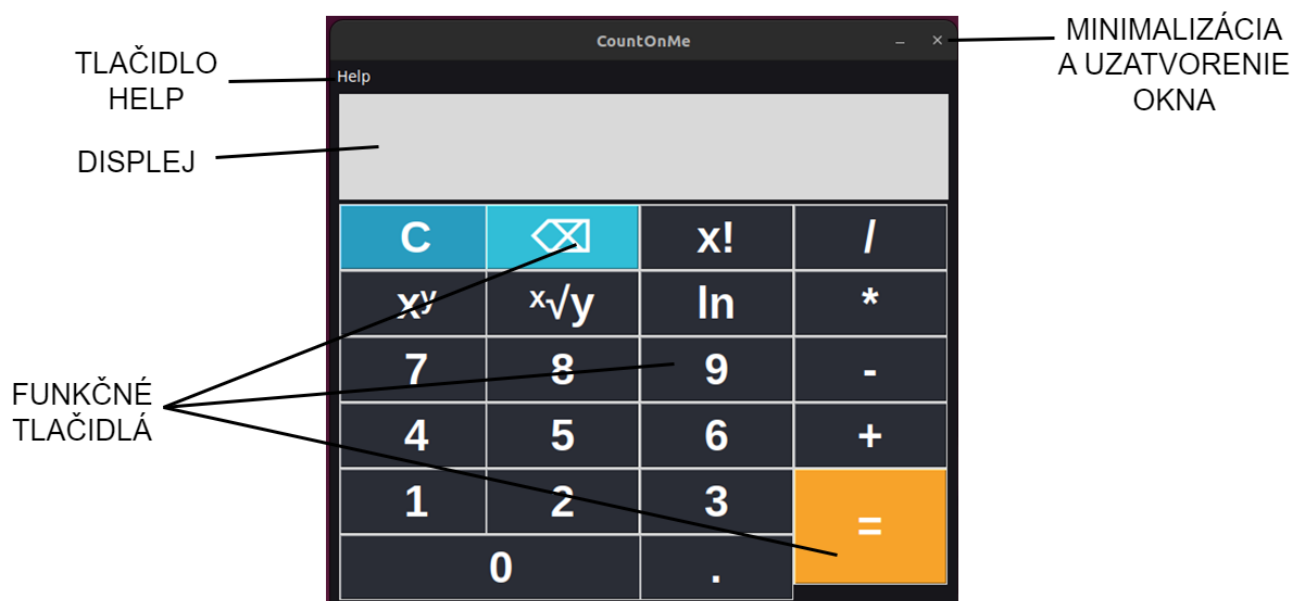 CountOnMe – ×
MINIMALIZÁCIA
A UZATVORENIE
OKNA
TLAČIDLO
HELP
Help
DISPLEJ
C ⌫ x! /
xʸ ˣ√y ln *
7 8 9 -
FUNKČNÉ
TLAČIDLÁ
4 5 6 +
1 2 3 =
0 .